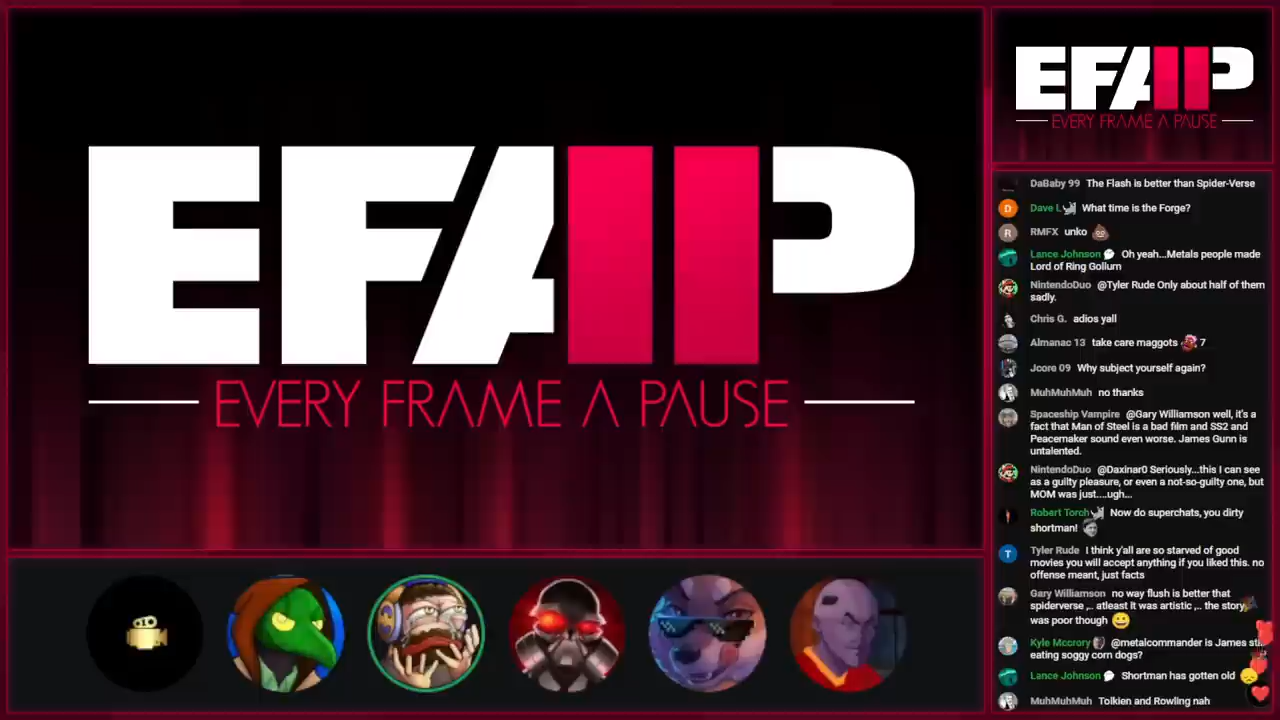 EFAP
EVERY FRAME A PAUSE
EFAP
EVERY FRAME A PAUSE
DaBaby 99 The Flash is better than Spider-Verse
D
Dave L What time is the Forge?
R
RMFX unko
Lance Johnson Oh yeah...Metals people made
Lord of Ring Gollum
NintendoDuo @Tyler Rude Only about half of them
sadly.
Chris G. adios yall
Almanac 13 take care maggots 7
Jcore 09 Why subject yourself again?
MuhMuhMuh no thanks
Spaceship Vampire @Gary Williamson well, it's a
fact that Man of Steel is a bad film and SS2 and
Peacemaker sound even worse. James Gunn is
untalented.
NintendoDuo @Daxinar0 Seriously...this I can see
as a guilty pleasure, or even a not-so-guilty one, but
MOM was just....ugh...
Robert Torch Now do superchats, you dirty
shortman!
T
Tyler Rude I think y'all are so starved of good
movies you will accept anything if you liked this. no
offense meant, just facts
Gary Williamson no way flush is better that
spiderverse ,.. atleast it was artistic ,.. the story
was poor though
Kyle Mccrory @metalcommander is James
eating soggy corn dogs?
Lance Johnson Shortman has gotten old
MuhMuhMuh Tolkien and Rowling nah